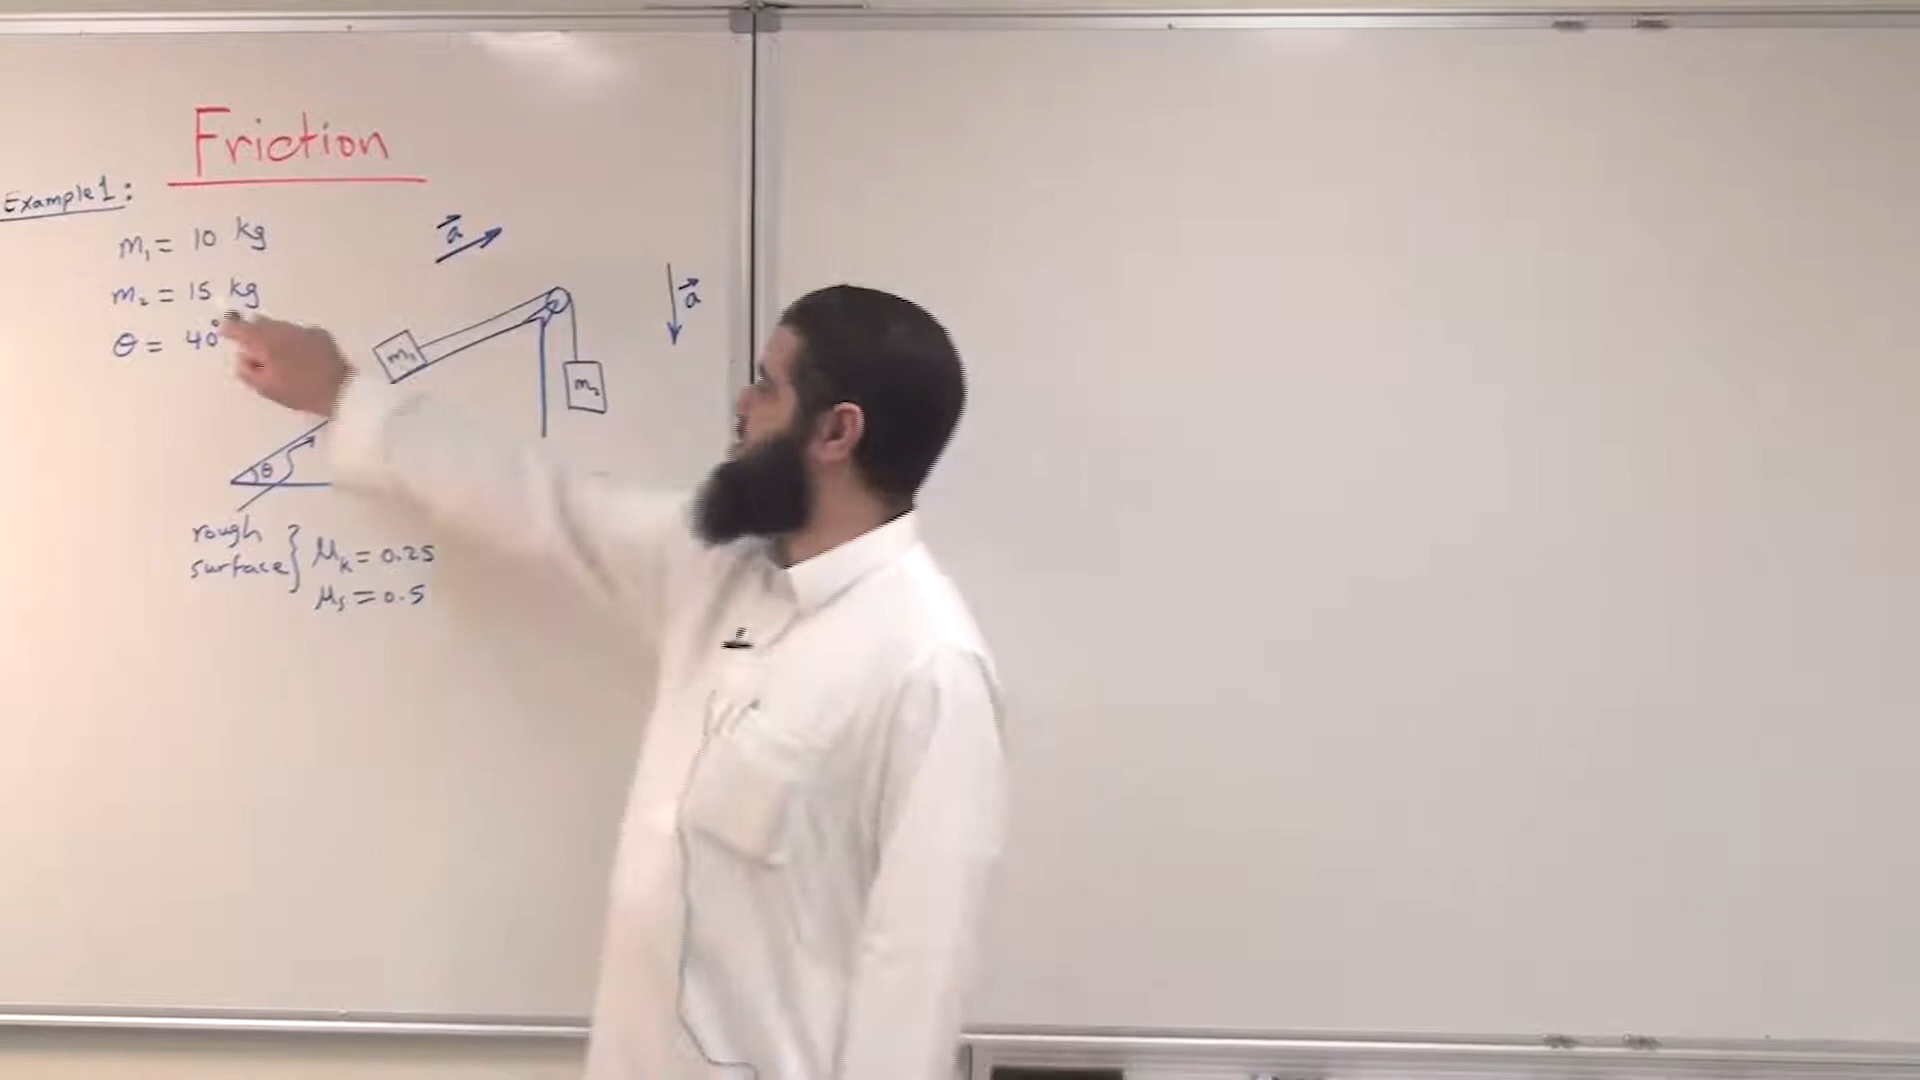 Friction
Example 1:
m₁ = 10 kg
m₂ = 15 kg
θ = 40°
a
a
m₁
m₂
θ
rough
surface} μₖ = 0.25
μₛ = 0.5